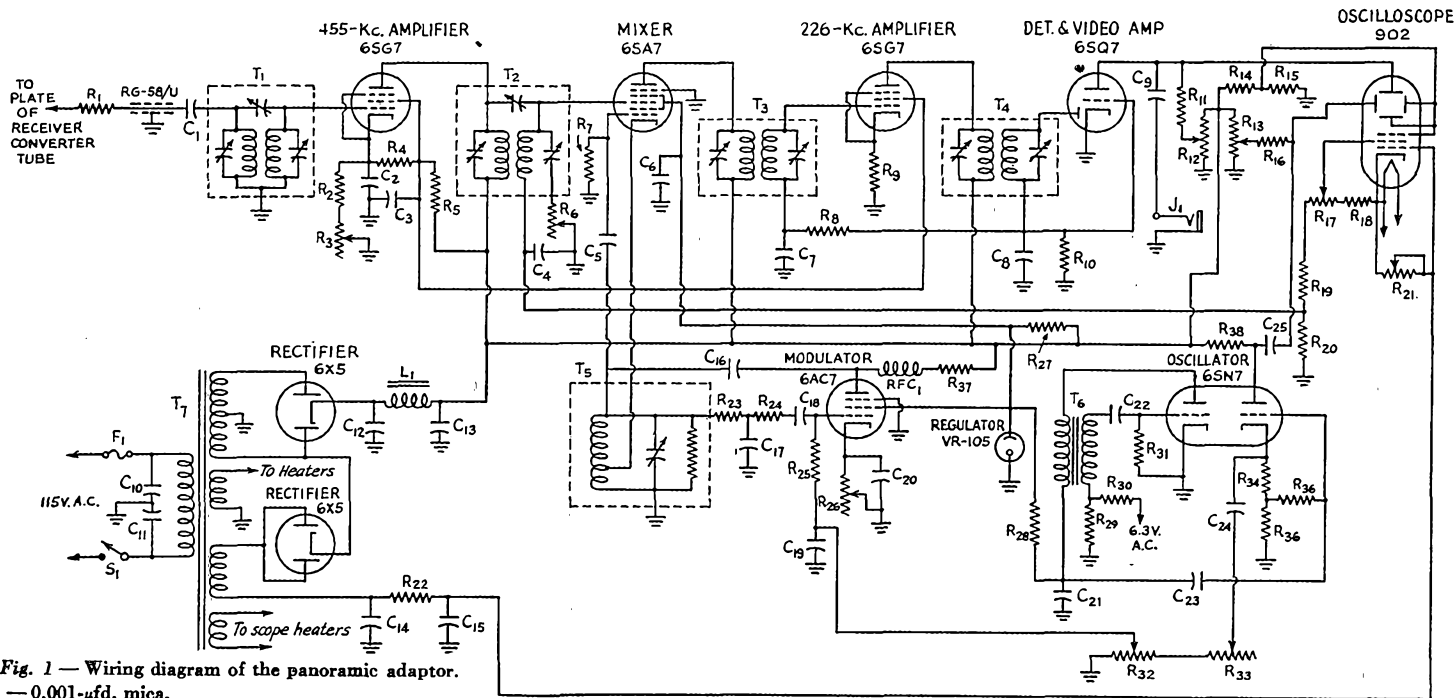 455-Kc. AMPLIFIER
6SG7
MIXER
6SA7
226-Kc. AMPLIFIER
6SG7
DET. & VIDEO AMP
6SQ7
OSCILLOSCOPE
902
TO
PLATE
OF
RECEIVER
CONVERTER
TUBE
R1
RG-58/U
C1
T1
R2
R3
C2
C3
R4
R5
T2
R6
C4
R7
C5
C6
T3
R8
C7
R9
T4
C8
R10
C9
J1
R11
R12
R13
R14
R15
R16
R17
R18
R19
R20
R21.
RECTIFIER
6X5
L1
C12
C13
T7
F1
C10
115V. A.C.
C11
S1
To Heaters
RECTIFIER
6X5
R22
C14
C15
To scope heaters
T5
C16
MODULATOR
6AC7
RFC1
R37
R23
R24
C18
C17
R25
R26
C20
C19
REGULATOR
VR-105
R27
R28
R38
C25
OSCILLATOR
6SN7
T6
C22
R31
R30
R29
6.3V.
A.C.
C21
C23
C24
R34
R36
R36
R32
R33
Fig. 1 — Wiring diagram of the panoramic adaptor.
— 0.001-μfd. mica.